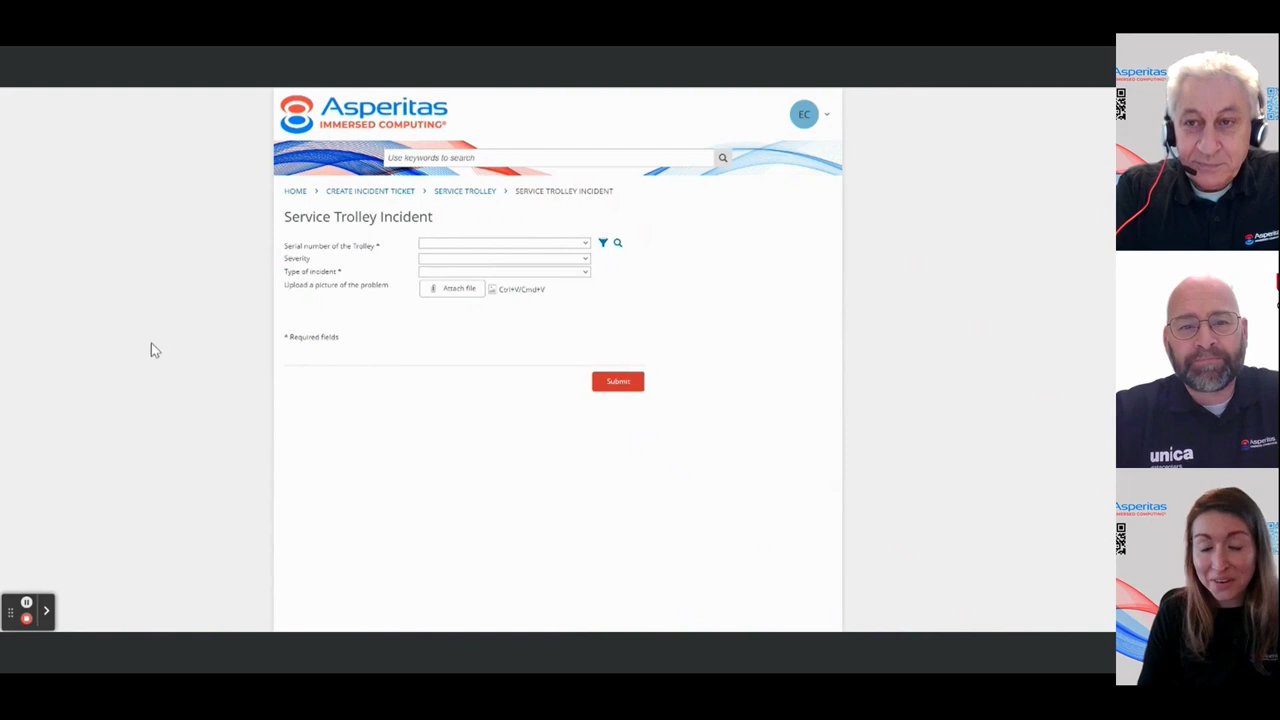 Asperitas
IMMERSED COMPUTING®
EC
Use keywords to search
HOME > CREATE INCIDENT TICKET > SERVICE TROLLEY > SERVICE TROLLEY INCIDENT
Service Trolley Incident
Serial number of the Trolley *
Severity
Type of incident *
Upload a picture of the problem
Attach file
Ctrl+V/Cmd+V
* Required fields
Submit
Asperitas
Asperitas
unica
Asperitas